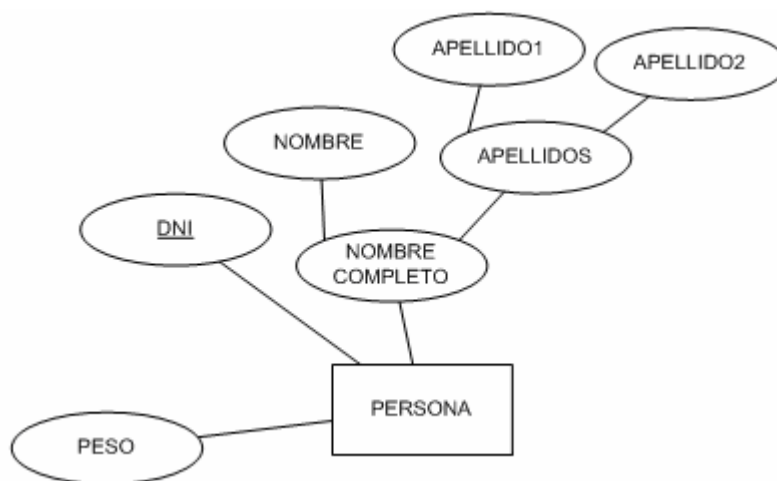 APELLIDO1
APELLIDO2
NOMBRE
APELLIDOS
DNI
NOMBRE
COMPLETO
PERSONA
PESO